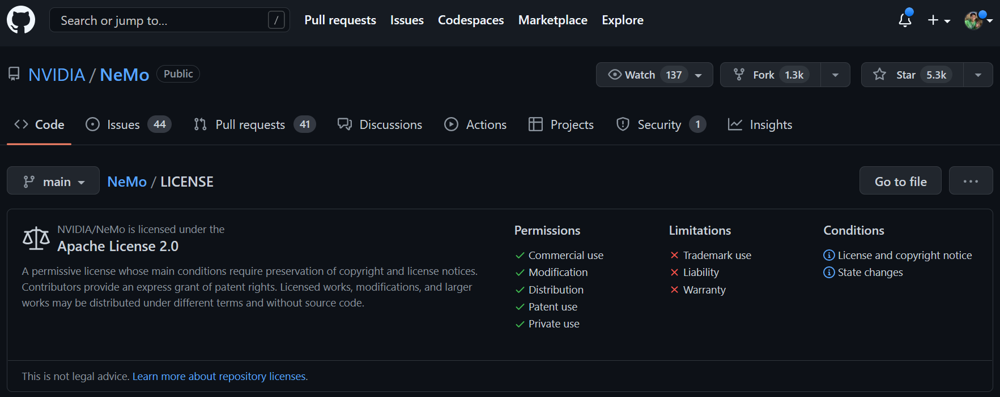 Search or jump to... /
Pull requests Issues Codespaces Marketplace Explore
NVIDIA / NeMo Public
Watch 137 Fork 1.3k Star 5.3k
Code Issues 44 Pull requests 41 Discussions Actions Projects Security 1 Insights
main NeMo / LICENSE Go to file ...
NVIDIA/NeMo is licensed under the
Apache License 2.0
A permissive license whose main conditions require preservation of copyright and license notices.
Contributors provide an express grant of patent rights. Licensed works, modifications, and larger
works may be distributed under different terms and without source code.
Permissions
Commercial use
Modification
Distribution
Patent use
Private use
Limitations
Trademark use
Liability
Warranty
Conditions
License and copyright notice
State changes
This is not legal advice. Learn more about repository licenses.